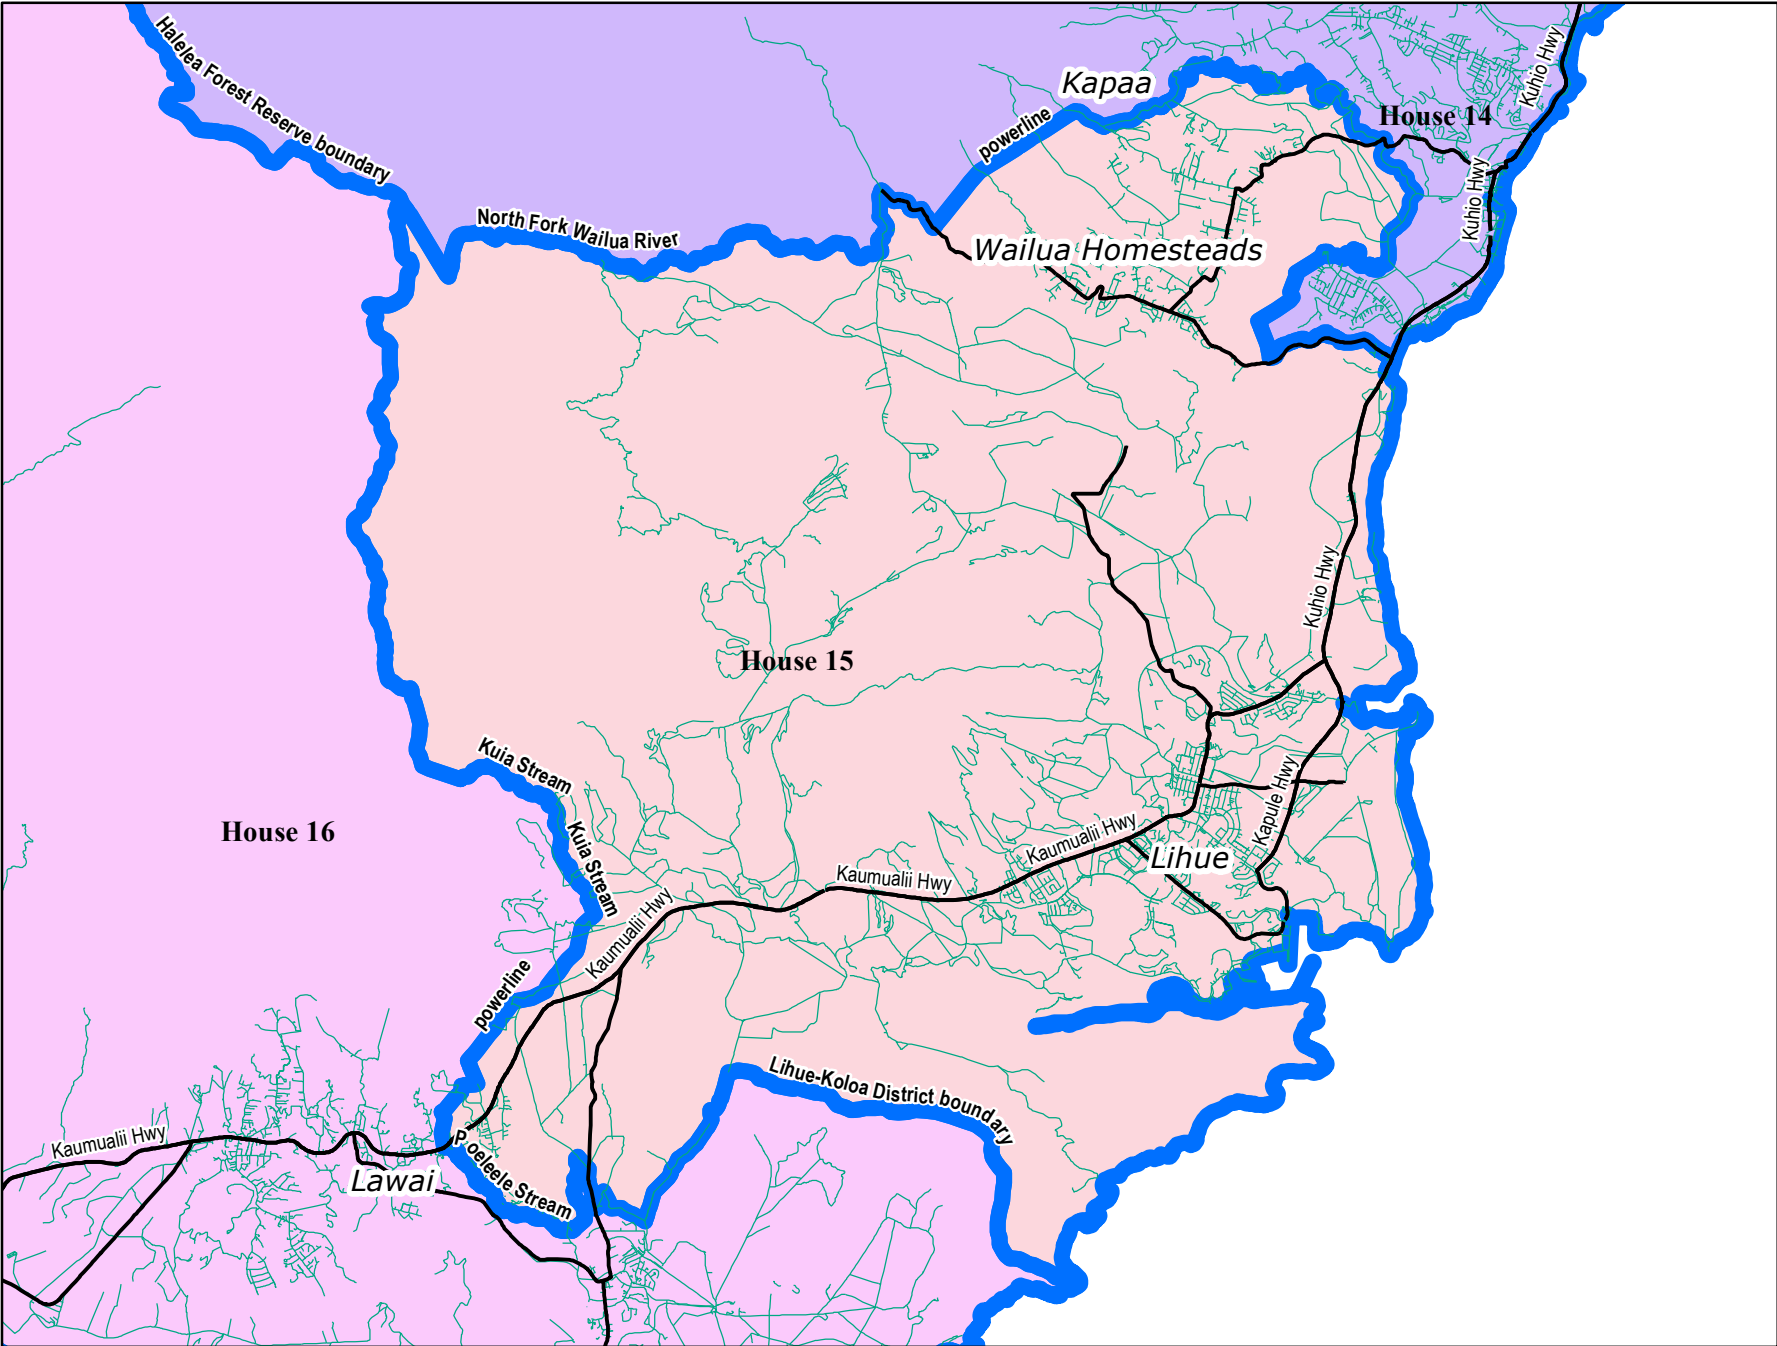 Halelea Forest Reserve boundary
Kuhio Hwy
Kapaa
House 14
powerline
Kuhio Hwy
North Fork Wailua River
Wailua Homesteads
Kuhio Hwy
House 15
Kuia Stream
Kapule Hwy
House 16
Kuia Stream
Kaumualii Hwy
Lihue
Kaumualii Hwy
Kaumualii Hwy
powerline
Lihue-Koloa District boundary
Kaumualii Hwy
Poeleele Stream
Lawai